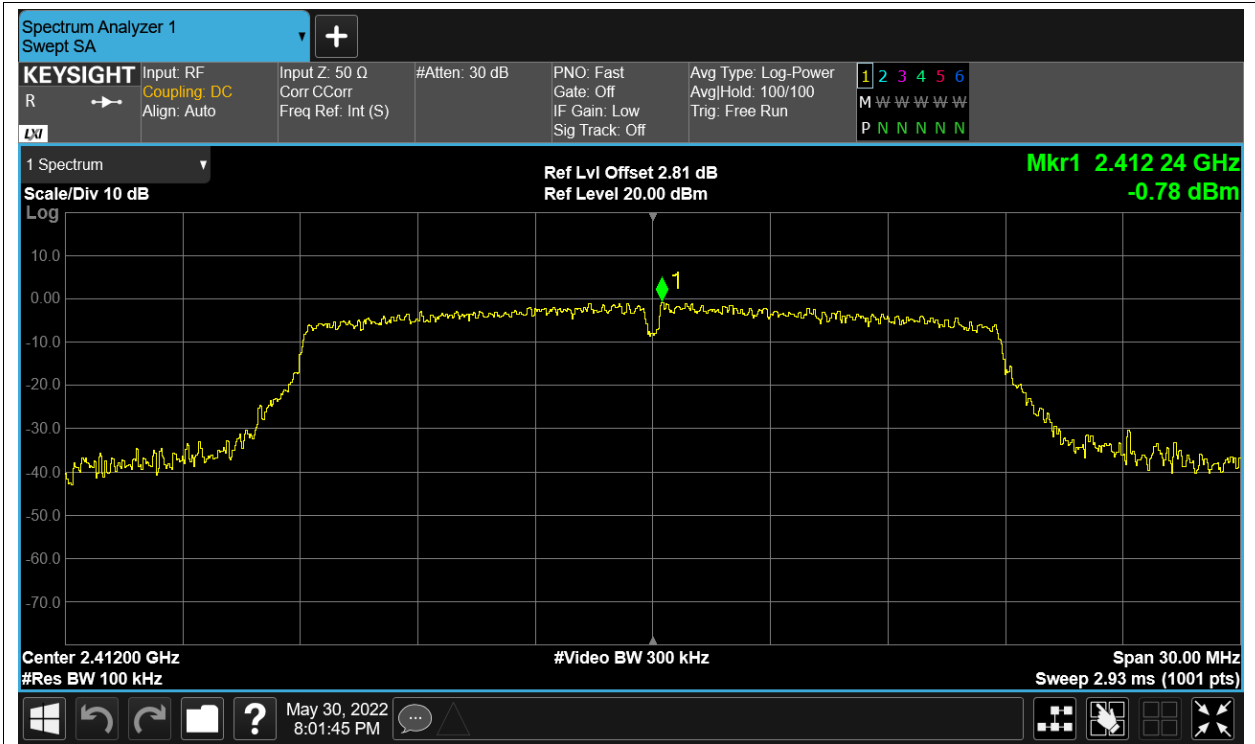 Spectrum Analyzer 1
Swept SA
KEYSIGHT
R
LXI
Input: RF
Coupling: DC
Align: Auto
Input Z: 50 Ω
Corr CCorr
Freq Ref: Int (S)
#Atten: 30 dB
PNO: Fast
Gate: Off
IF Gain: Low
Sig Track: Off
Avg Type: Log-Power
Avg|Hold: 100/100
Trig: Free Run
1 2 3 4 5 6
M W W W W W
P N N N N N
1 Spectrum
Scale/Div 10 dB
Log
Ref Lvl Offset 2.81 dB
Ref Level 20.00 dBm
Mkr1 2.412 24 GHz
-0.78 dBm
1
10.0
0.00
-10.0
-20.0
-30.0
-40.0
-50.0
-60.0
-70.0
Center 2.41200 GHz
#Res BW 100 kHz
#Video BW 300 kHz
Span 30.00 MHz
Sweep 2.93 ms (1001 pts)
?
May 30, 2022
8:01:45 PM